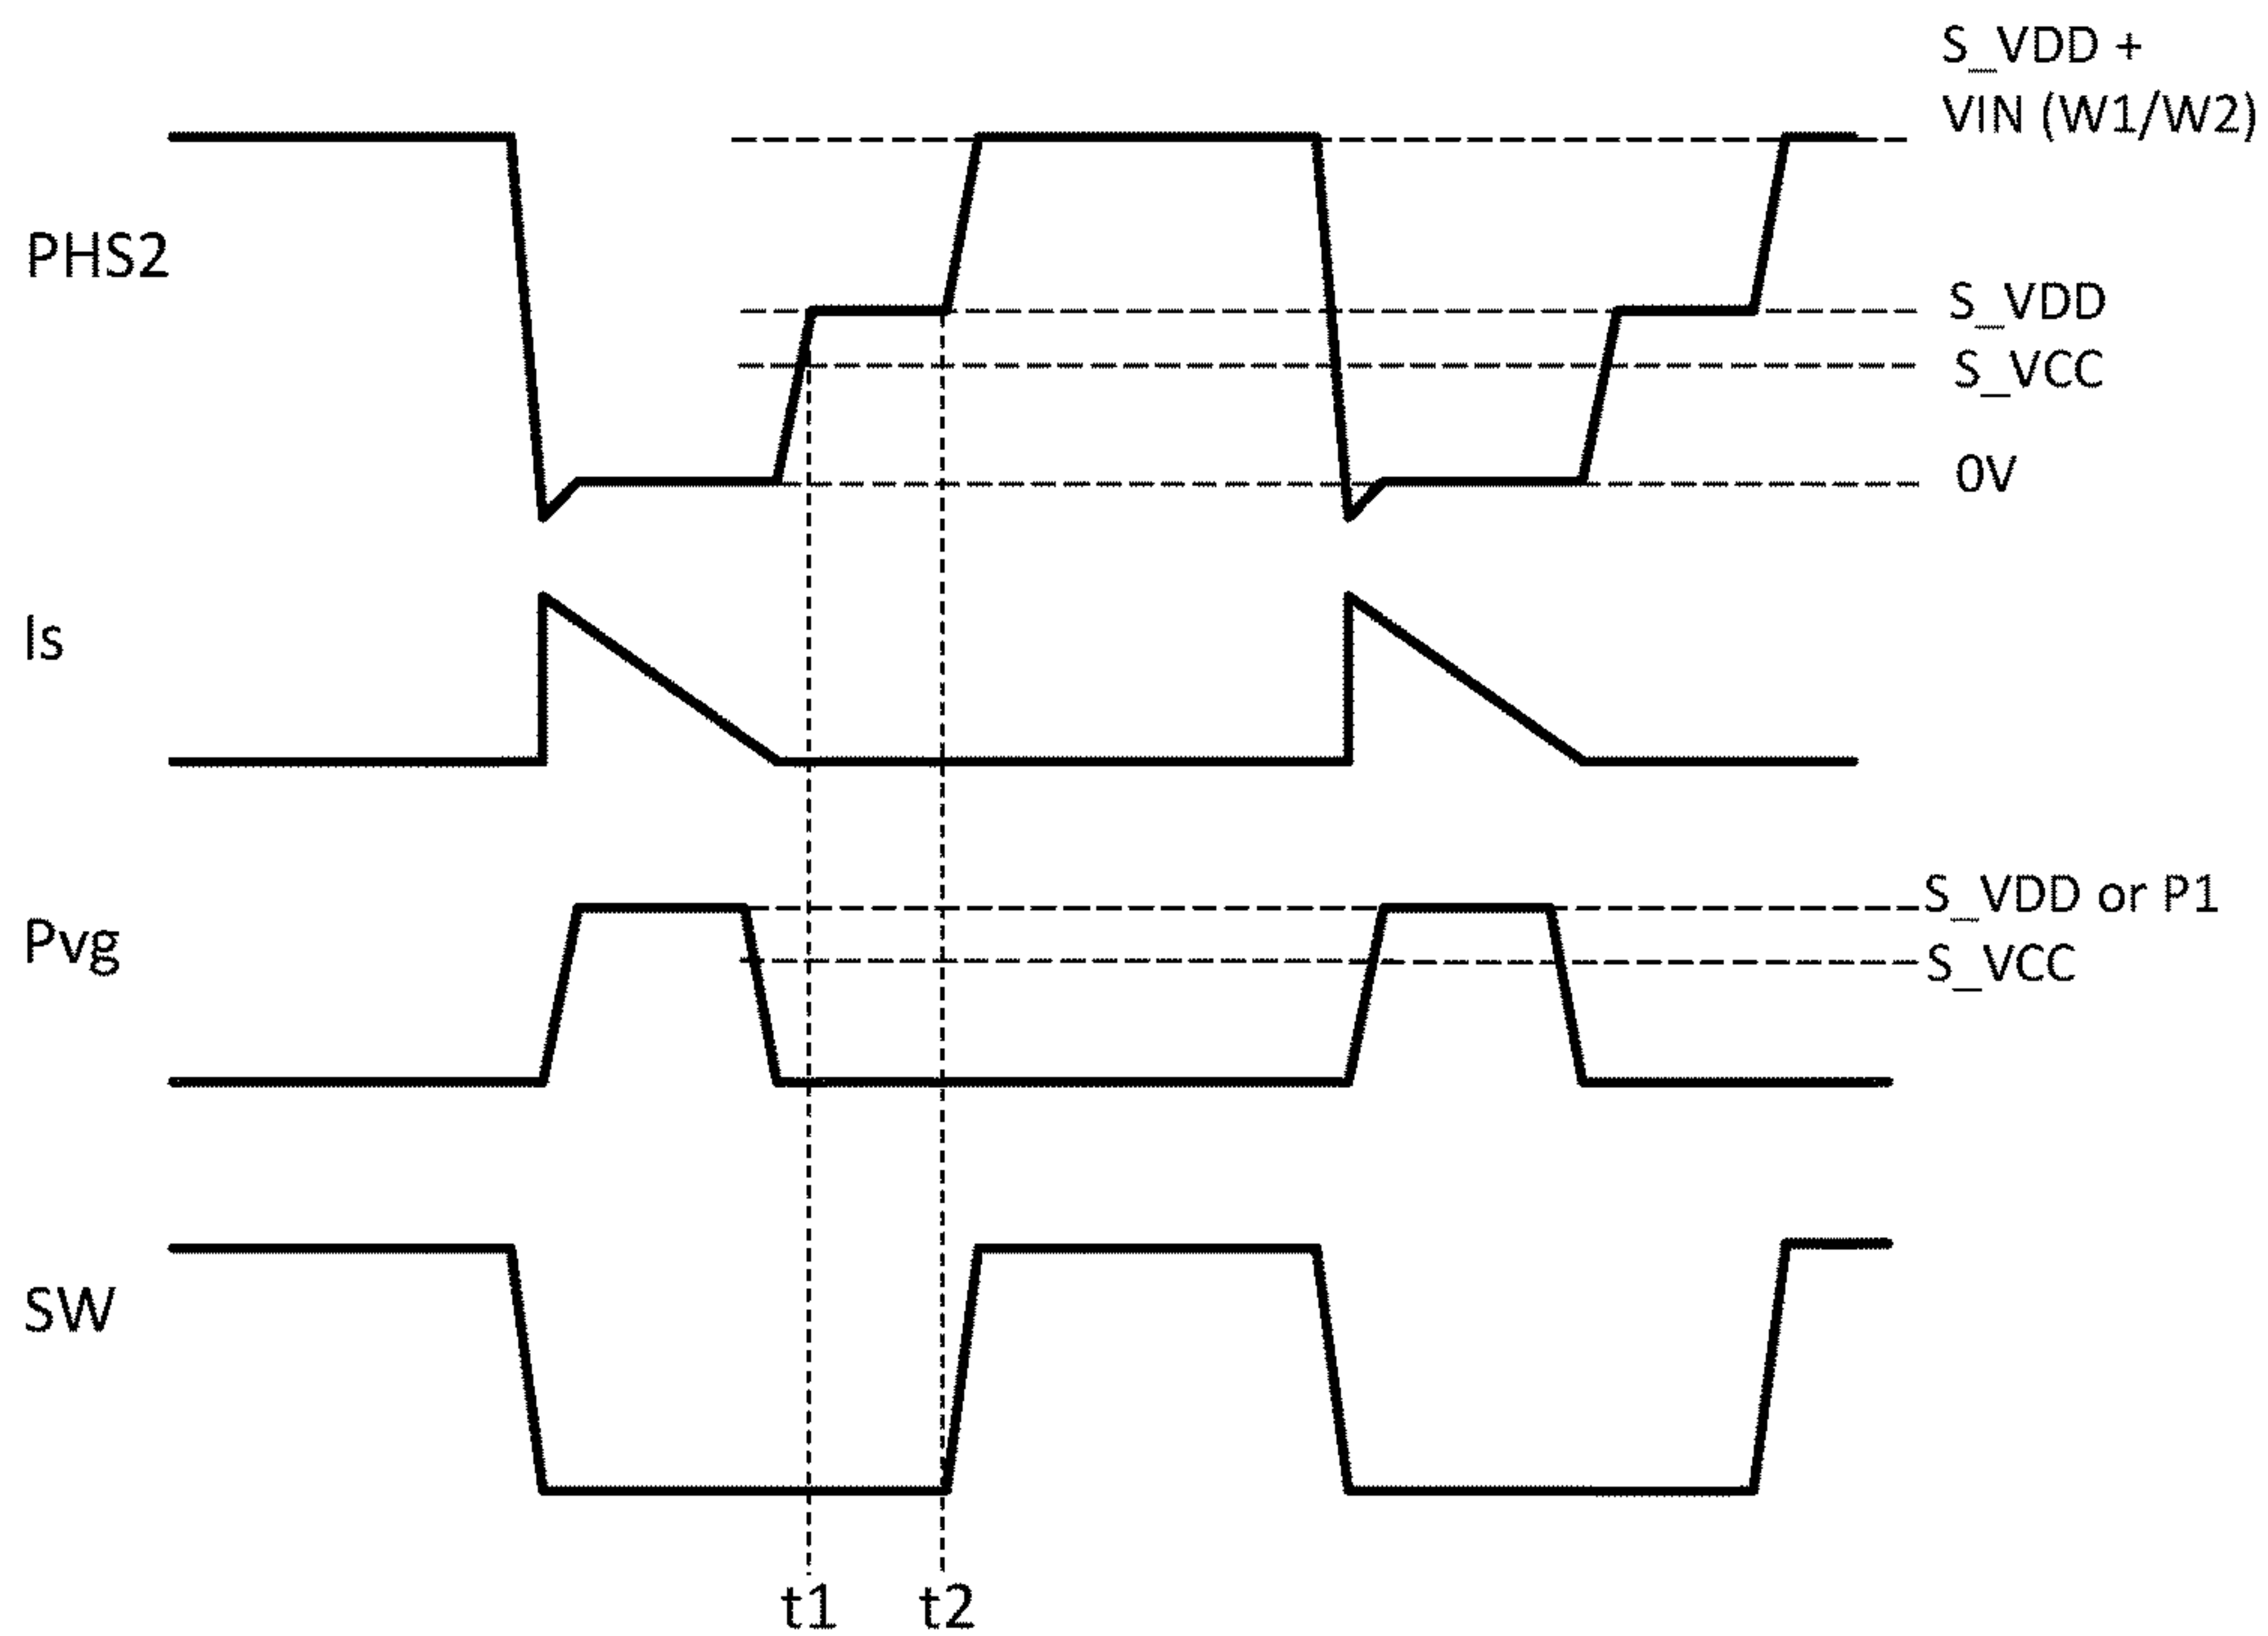 S_VDD +
VIN (W1/W2)
PHS2
S_VDD
S_VCC
0V
Is
S_VDD or P1
Pvg
S_VCC
SW
t1
t2